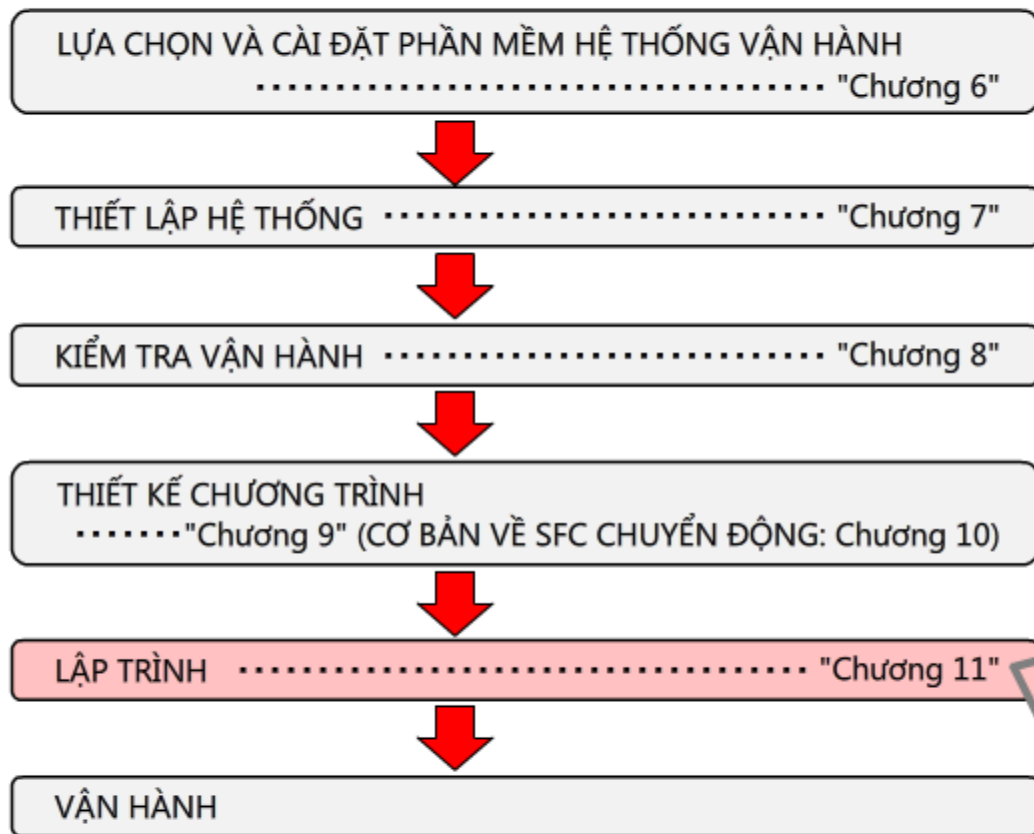 LỰA CHỌN VÀ CÀI ĐẶT PHẦN MỀM HỆ THỐNG VẬN HÀNH
···································· "Chương 6"
THIẾT LẬP HỆ THỐNG ···························· "Chương 7"
KIỂM TRA VẬN HÀNH ···························· "Chương 8"
THIẾT KẾ CHƯƠNG TRÌNH
·······"Chương 9" (CƠ BẢN VỀ SFC CHUYỂN ĐỘNG: Chương 10)
LẬP TRÌNH ···································· "Chương 11"
VẬN HÀNH